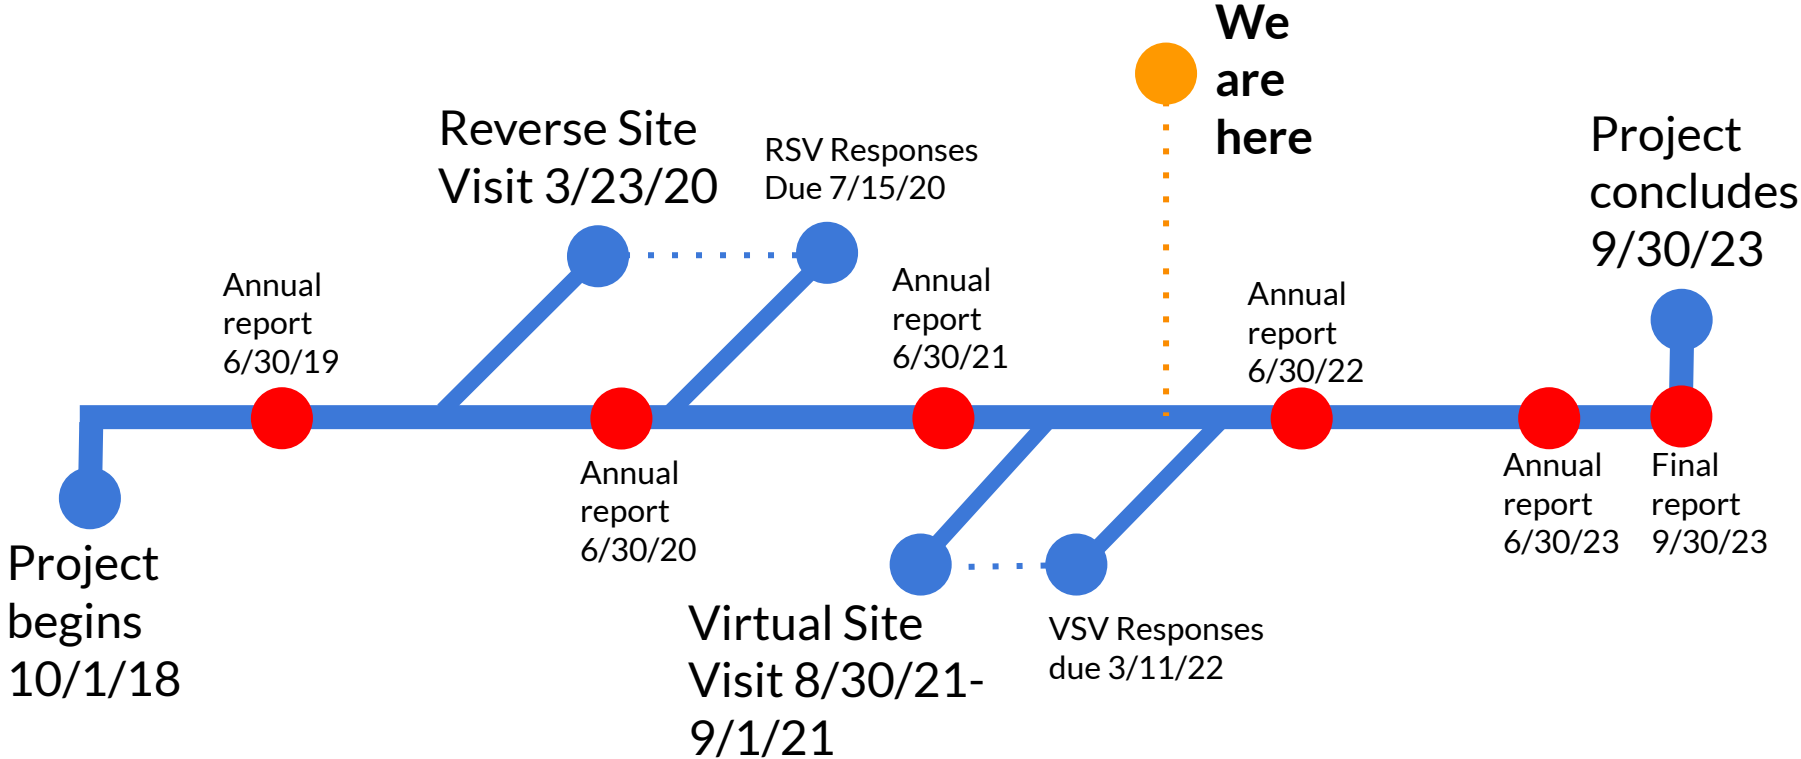 We
are
here
Reverse Site
Visit 3/23/20
RSV Responses
Due 7/15/20
Project
concludes
9/30/23
Annual
report
6/30/19
Annual
report
6/30/21
Annual
report
6/30/22
Annual
report
6/30/20
Annual
report
6/30/23
Final
report
9/30/23
Project
begins
10/1/18
Virtual Site
Visit 8/30/21-
9/1/21
VSV Responses
due 3/11/22